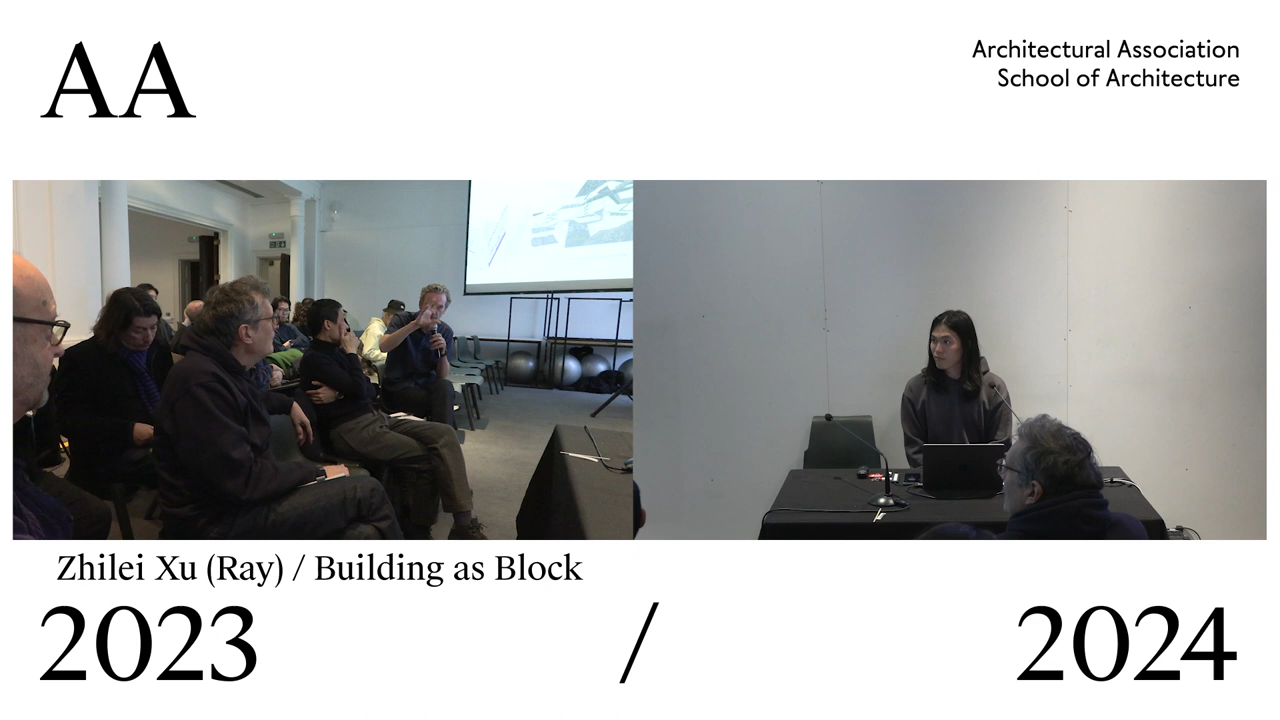 AA
Architectural Association
School of Architecture
Zhilei Xu (Ray) / Building as Block
2023 / 2024